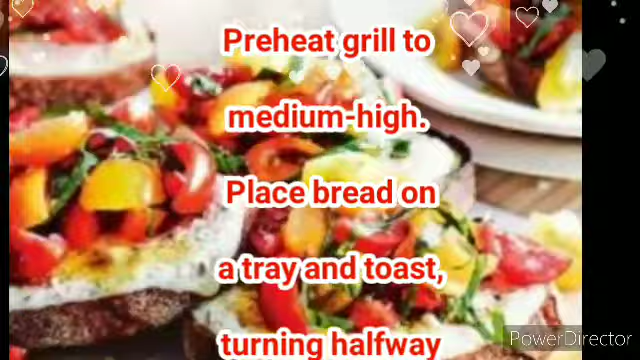 Preheat grill to
medium-high.
Place bread on
a tray and toast,
turning halfway
PowerDirector